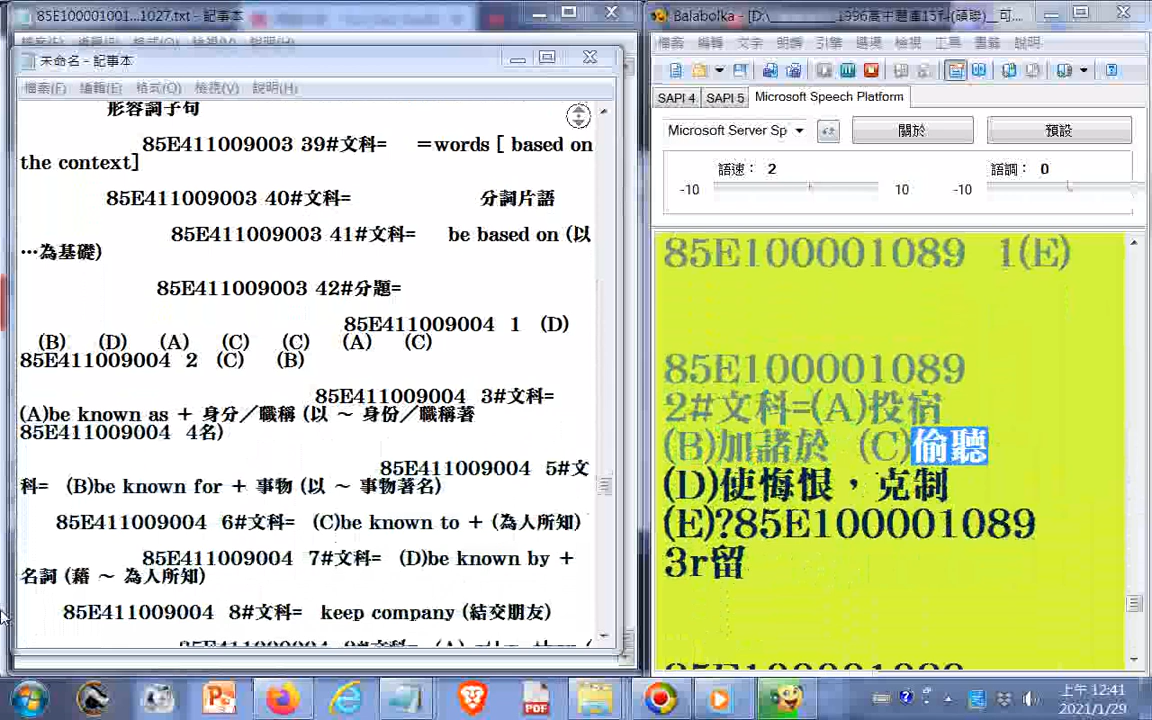 85E100001001...1027.txt - 記事本
未命名 - 記事本
檔案(F) 編輯(E) 格式(O) 檢視(V) 說明(H)
形容詞子句
85E411009003 39#文科= ＝words [ based on
the context]
85E411009003 40#文科= 分詞片語
85E411009003 41#文科= be based on (以
…為基礎)
85E411009003 42#分題=
85E411009004 1 (D)
(B) (D) (A) (C) (C) (A) (C)
85E411009004 2 (C) (B)
85E411009004 3#文科=
(A)be known as + 身分／職稱 (以 ~ 身份／職稱著
85E411009004 4名)
85E411009004 5#文
科= (B)be known for + 事物 (以 ~ 事物著名)
85E411009004 6#文科= (C)be known to + (為人所知)
85E411009004 7#文科= (D)be known by +
名詞 (藉 ~ 為人所知)
85E411009004 8#文科= keep company (結交朋友)
Balabolka - [D:\
檔案 編輯 文字 朗讀 引擎 選項 檢視 工具 書籤 說明
SAPI 4 SAPI 5 Microsoft Speech Platform
Microsoft Server Sp 關於 預設
語速： 2 語調： 0
-10 10 -10
85E100001089 1(E)
85E100001089
2#文科=(A)投宿
(B)加諸於 (C)偷聽
(D)使悔恨，克制
(E)?85E100001089
3r留
PDF
上午 12:41
2021/1/29